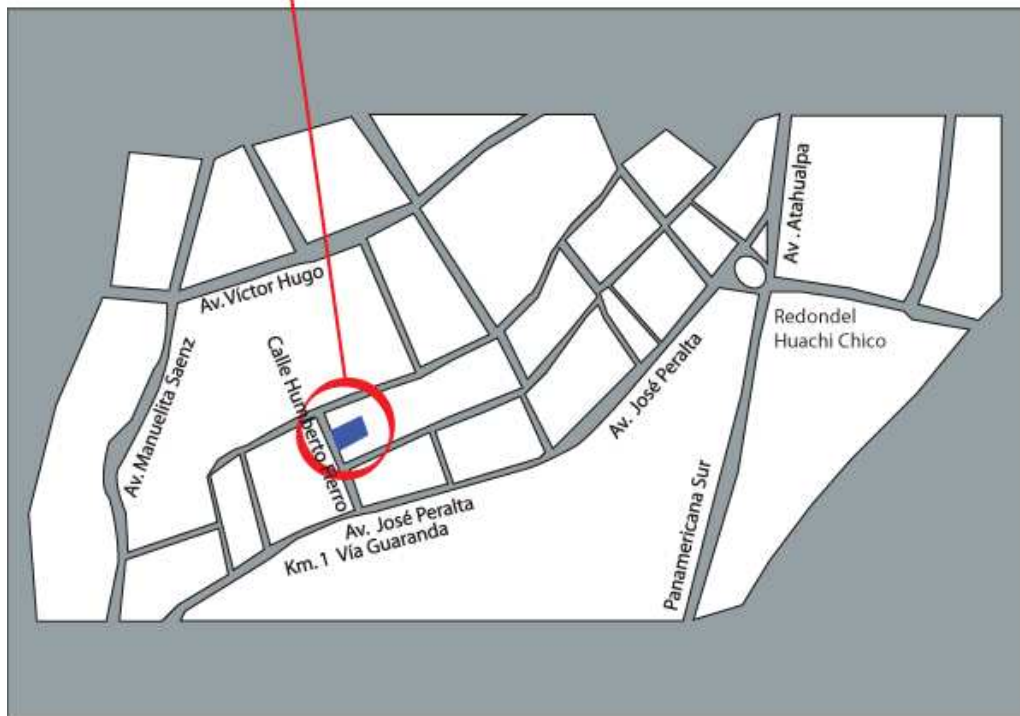 Av. Atahualpa
Av. Víctor Hugo
Redondel
Huachi Chico
Calle Humberto Fierro
Av. Manuelita Saenz
Av. José Peralta
Panamericana Sur
Av. José Peralta
Km. 1 Vía Guaranda